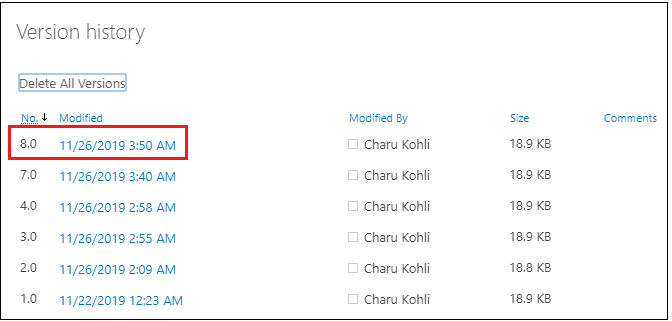 Version history
Delete All Versions
No. Modified Modified By Size Comments
8.0 11/26/2019 3:50 AM Charu Kohli 18.9 KB
7.0 11/26/2019 3:40 AM Charu Kohli 18.9 KB
4.0 11/26/2019 2:58 AM Charu Kohli 18.9 KB
3.0 11/26/2019 2:55 AM Charu Kohli 18.9 KB
2.0 11/26/2019 2:09 AM Charu Kohli 18.8 KB
1.0 11/22/2019 12:23 AM Charu Kohli 18.9 KB